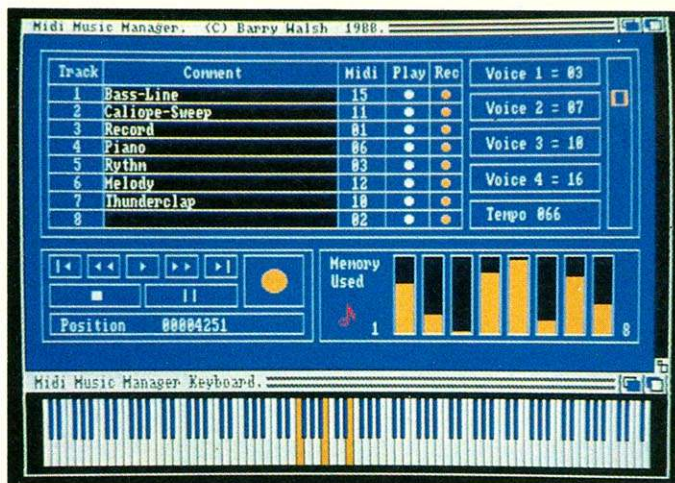 Midi Music Manager. (C) Barry Walsh 1988.
Track Comment Midi Play Rec
1 Bass-Line 15
2 Caliope-Sweep 11
3 Record 01
4 Piano 06
5 Rythm 03
6 Melody 12
7 Thunderclap 10
8 02
Voice 1 = 03
Voice 2 = 07
Voice 3 = 10
Voice 4 = 16
Tempo 066
Position 00004251
Memory
Used
1 8
Midi Music Manager Keyboard.